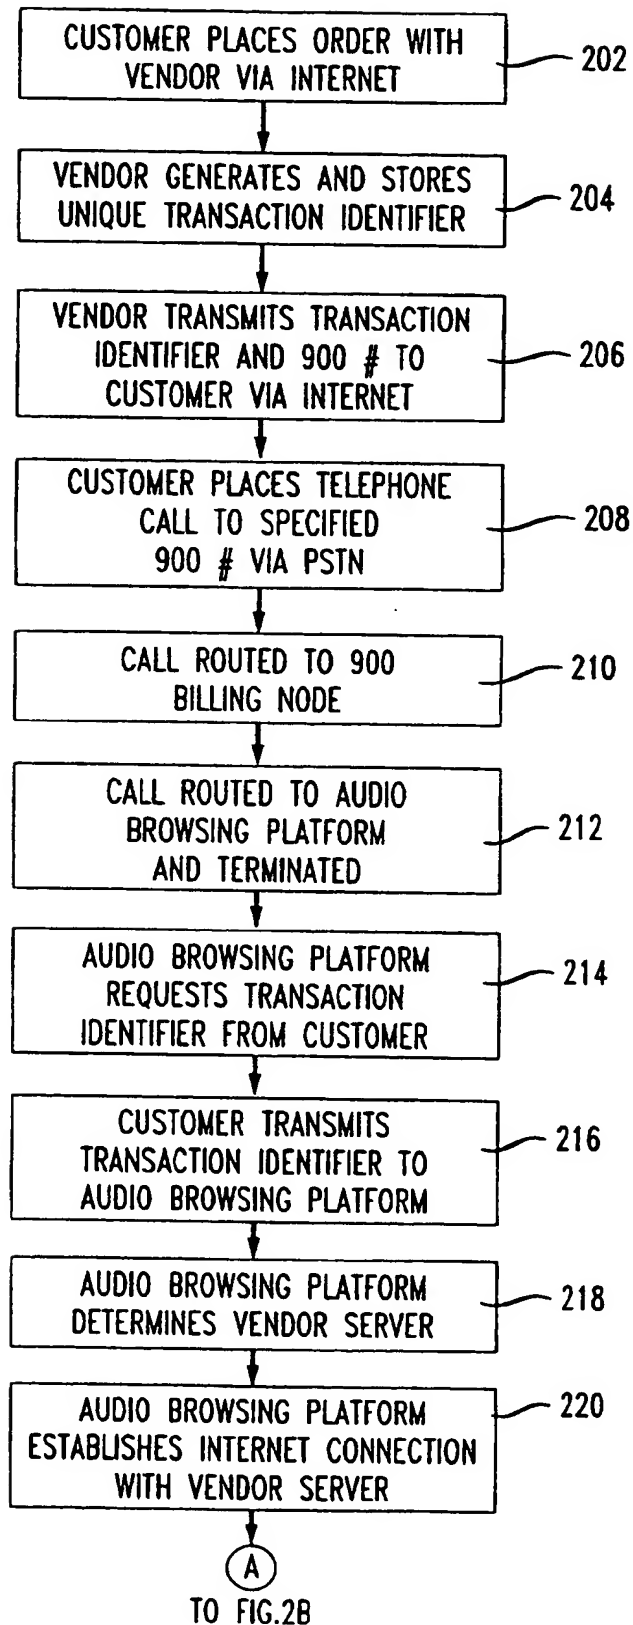 CUSTOMER PLACES ORDER WITH
VENDOR VIA INTERNET
202
VENDOR GENERATES AND STORES
UNIQUE TRANSACTION IDENTIFIER
204
VENDOR TRANSMITS TRANSACTION
IDENTIFIER AND 900 # TO
CUSTOMER VIA INTERNET
206
CUSTOMER PLACES TELEPHONE
CALL TO SPECIFIED
900 # VIA PSTN
208
CALL ROUTED TO 900
BILLING NODE
210
CALL ROUTED TO AUDIO
BROWSING PLATFORM
AND TERMINATED
212
AUDIO BROWSING PLATFORM
REQUESTS TRANSACTION
IDENTIFIER FROM CUSTOMER
214
CUSTOMER TRANSMITS
TRANSACTION IDENTIFIER TO
AUDIO BROWSING PLATFORM
216
AUDIO BROWSING PLATFORM
DETERMINES VENDOR SERVER
218
AUDIO BROWSING PLATFORM
ESTABLISHES INTERNET CONNECTION
WITH VENDOR SERVER
220
A
TO FIG.2B